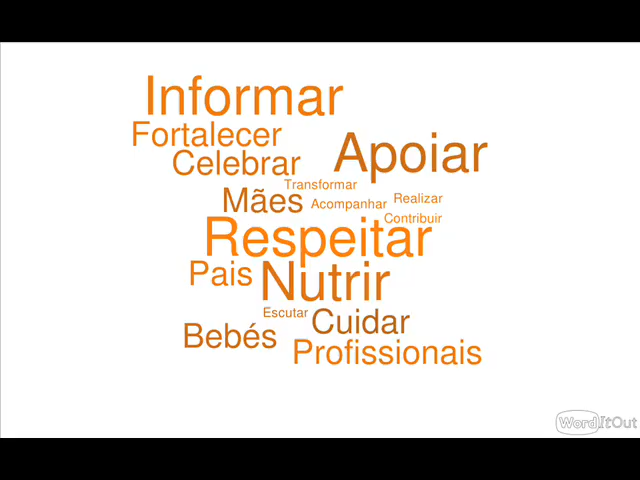 Informar
Fortalecer
Apoiar
Celebrar
Transformar
Mães
Acompanhar
Realizar
Contribuir
Respeitar
Pais
Nutrir
Escutar
Cuidar
Bebés
Profissionais
WordItOut